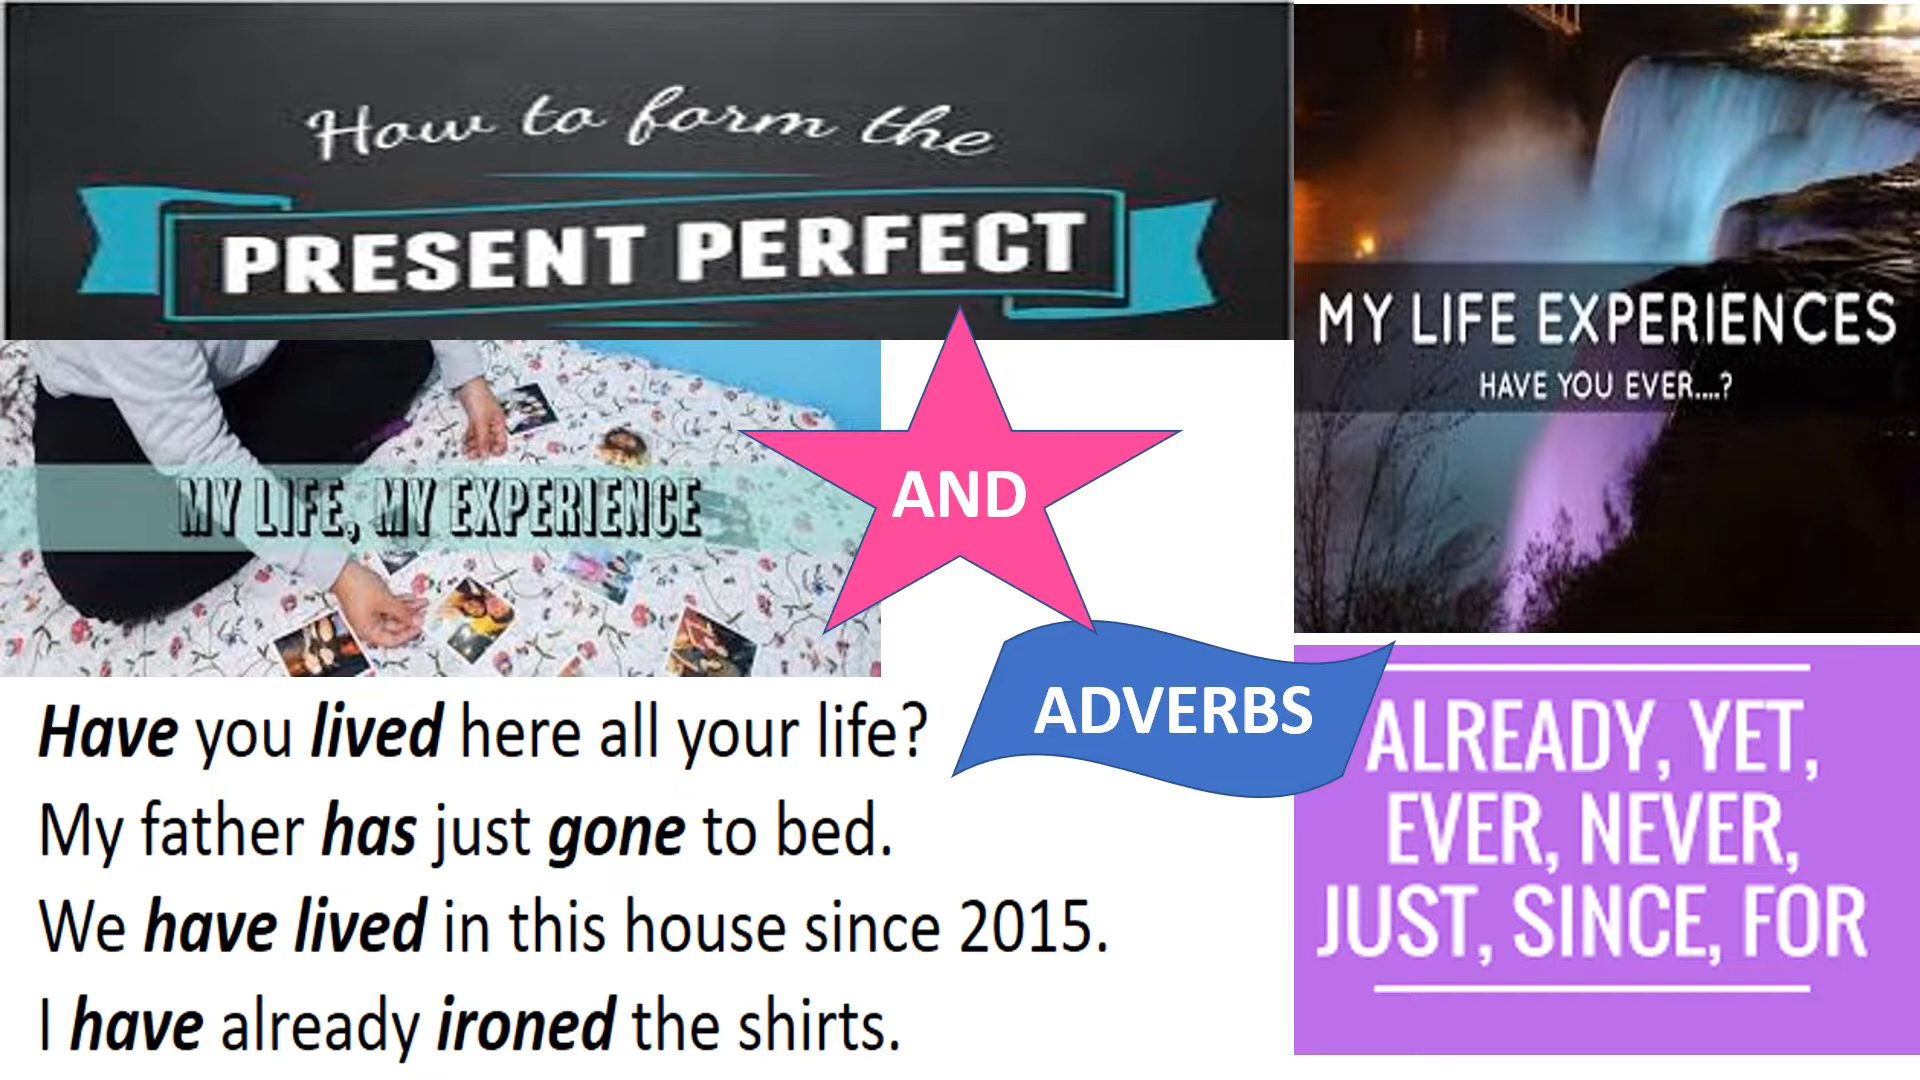 How to form the
PRESENT PERFECT
MY LIFE EXPERIENCES
HAVE YOU EVER....?
MY LIFE, MY EXPERIENCE
AND
ADVERBS
ALREADY, YET,
EVER, NEVER,
JUST, SINCE, FOR
Have you lived here all your life?
My father has just gone to bed.
We have lived in this house since 2015.
I have already ironed the shirts.